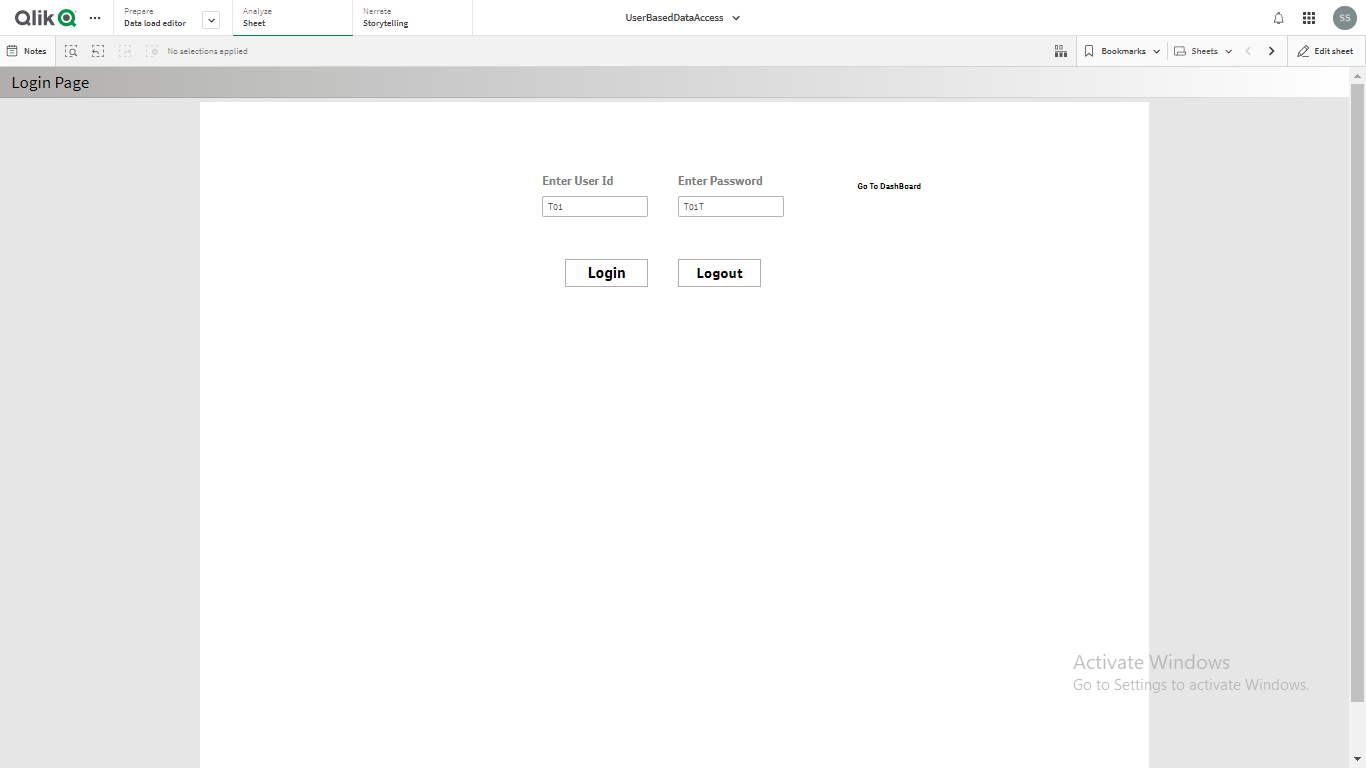 Qlik
Prepare
Data load editor
Analyze
Sheet
Narrate
Storytelling
UserBasedDataAccess
SS
Notes
No selections applied
Bookmarks
Sheets
Edit sheet
Login Page
Enter User Id
Enter Password
Go To DashBoard
T01
T01T
Login
Logout
Activate Windows
Go to Settings to activate Windows.